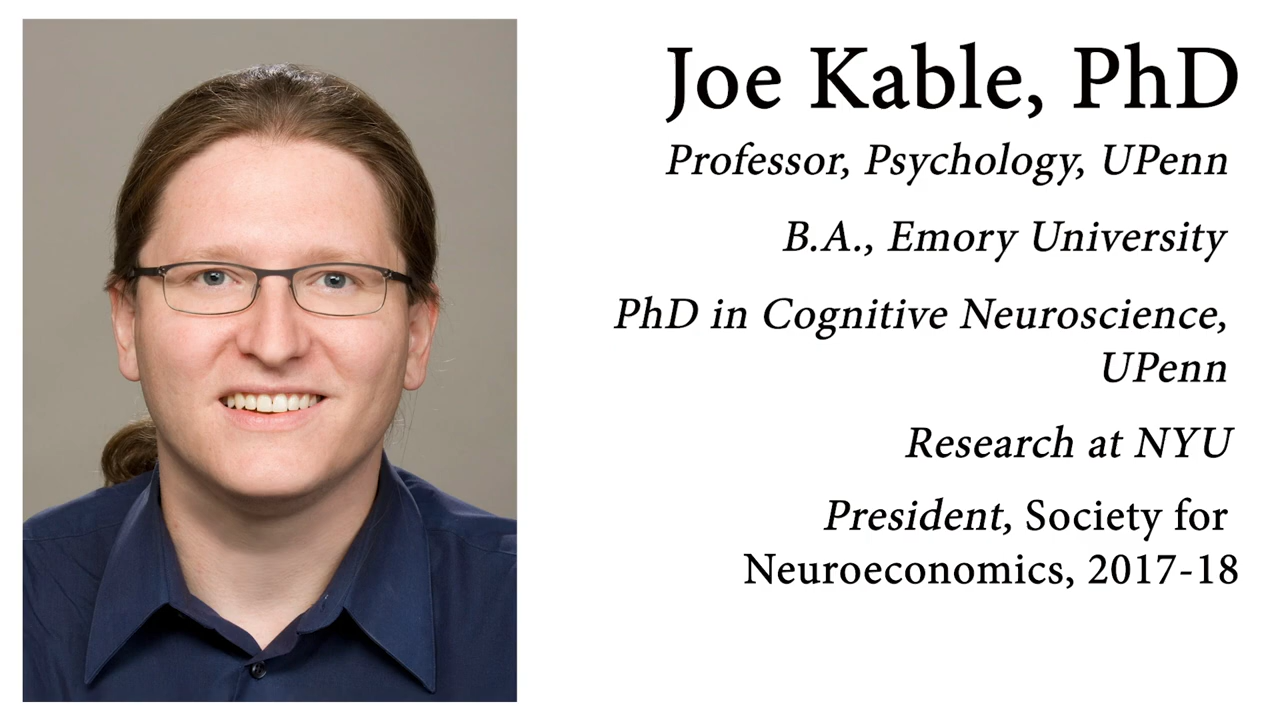 Joe Kable, PhD
Professor, Psychology, UPenn
B.A., Emory University
PhD in Cognitive Neuroscience,
UPenn
Research at NYU
President, Society for
Neuroeconomics, 2017-18